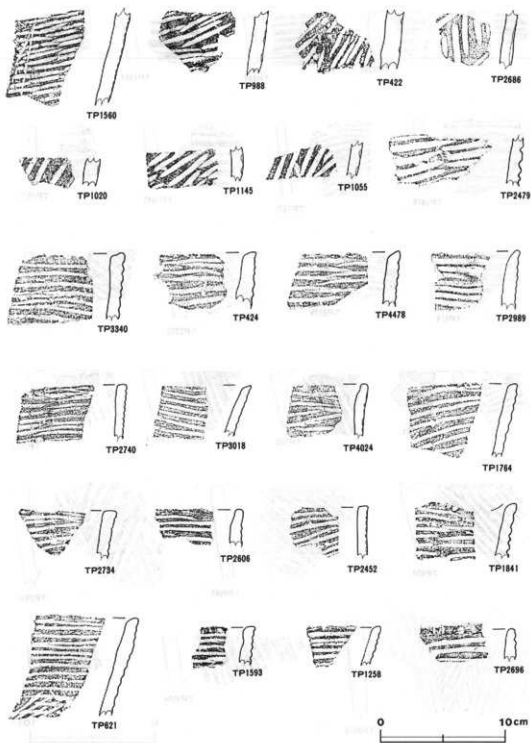 TP1560 TP988 TP422 TP2686
TP1020 TP1145 TP1055 TP2479
TP3340 TP424 TP4478 TP2989
TP2740 TP3018 TP4024 TP1764
TP2734 TP2606 TP2452 TP1841
TP621 TP1593 TP1258 TP2696
0 10cm